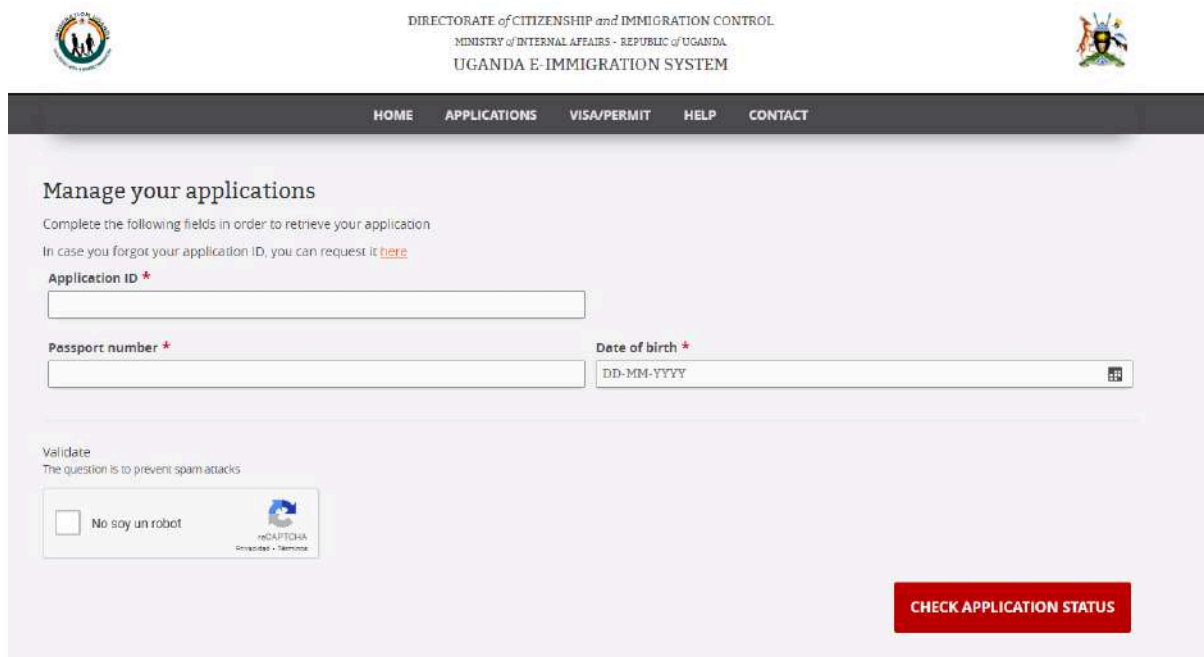 DIRECTORATE of CITIZENSHIP and IMMIGRATION CONTROL
MINISTRY of INTERNAL AFFAIRS - REPUBLIC of UGANDA
UGANDA E-IMMIGRATION SYSTEM
HOME APPLICATIONS VISA/PERMIT HELP CONTACT
Manage your applications
Complete the following fields in order to retrieve your application
In case you forgot your application ID, you can request it here
Application ID *
Passport number * Date of birth *
DD-MM-YYYY
Validate
The question is to prevent spam attacks
No soy un robot
reCAPTCHA
Privacidad - Términos
CHECK APPLICATION STATUS